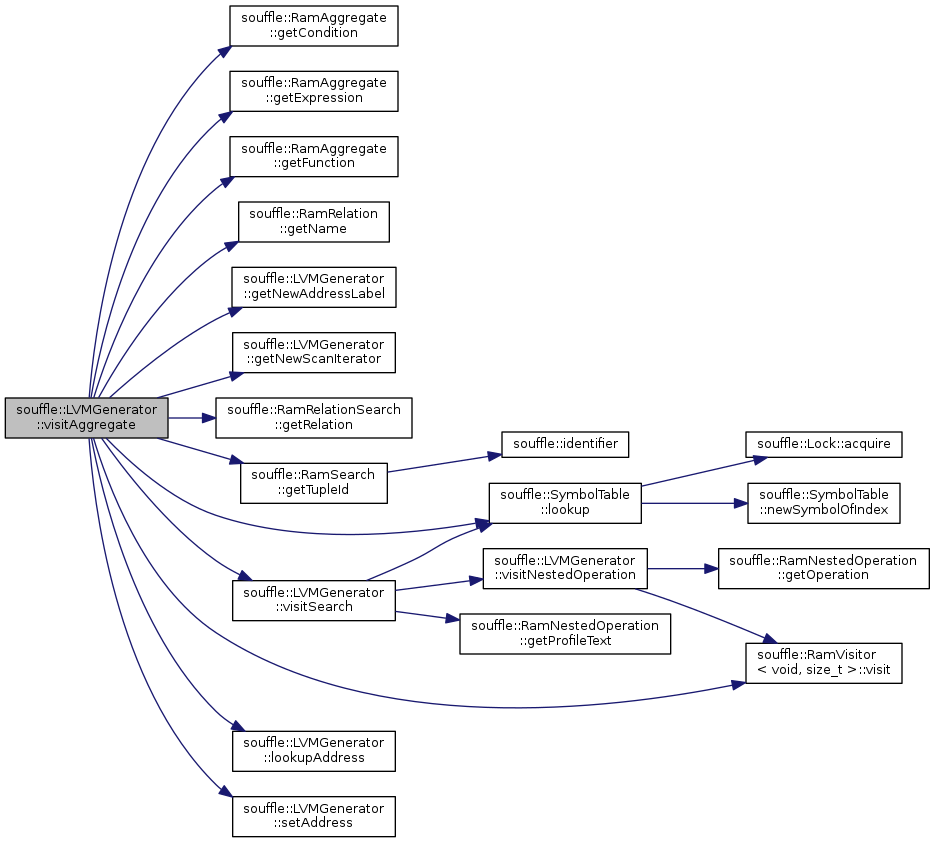 souffle::RamAggregate
::getCondition
souffle::RamAggregate
::getExpression
souffle::RamAggregate
::getFunction
souffle::RamRelation
::getName
souffle::LVMGenerator
::getNewAddressLabel
souffle::LVMGenerator
::getNewScanIterator
souffle::LVMGenerator
::visitAggregate
souffle::RamRelationSearch
::getRelation
souffle::RamSearch
::getTupleId
souffle::identifier
souffle::Lock::acquire
souffle::SymbolTable
::lookup
souffle::SymbolTable
::newSymbolOfIndex
souffle::LVMGenerator
::visitSearch
souffle::LVMGenerator
::visitNestedOperation
souffle::RamNestedOperation
::getOperation
souffle::RamNestedOperation
::getProfileText
souffle::RamVisitor
< void, size_t >::visit
souffle::LVMGenerator
::lookupAddress
souffle::LVMGenerator
::setAddress